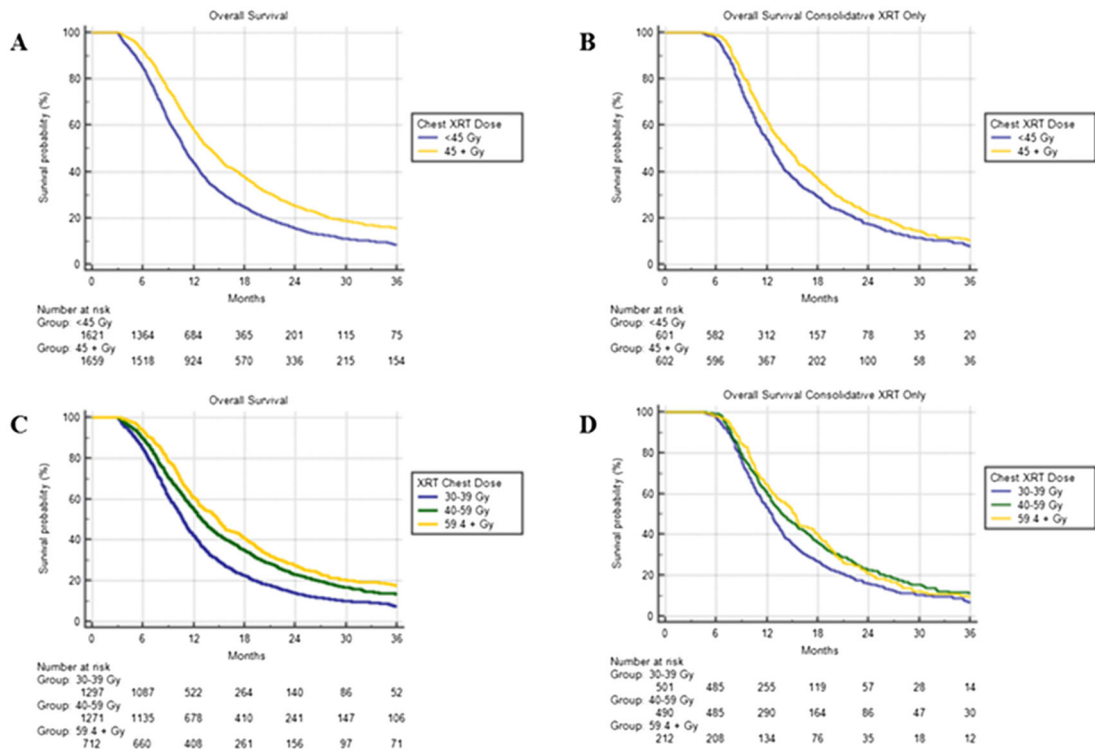 A
Overall Survival
Survival probability (%)
100
80
60
40
20
0
0 6 12 18 24 30 36
Months
Chest XRT Dose
<45 Gy
45 + Gy
Number at risk
Group: <45 Gy
1621 1364 684 365 201 115 75
Group: 45 + Gy
1659 1518 924 570 336 215 154
B
Overall Survival Consolidative XRT Only
Survival probability (%)
100
80
60
40
20
0
0 6 12 18 24 30 36
Months
Chest XRT Dose
<45 Gy
45 + Gy
Number at risk
Group: <45 Gy
601 582 312 157 78 35 20
Group: 45 + Gy
602 596 367 202 100 58 36
C
Overall Survival
Survival probability (%)
100
80
60
40
20
0
0 6 12 18 24 30 36
Months
XRT Chest Dose
30-39 Gy
40-59 Gy
59.4 + Gy
Number at risk
Group: 30-39 Gy
1297 1087 522 264 140 86 52
Group: 40-59 Gy
1271 1135 678 410 241 147 106
Group: 59.4 + Gy
712 660 408 261 156 97 71
D
Overall Survival Consolidative XRT Only
Survival probability (%)
100
80
60
40
20
0
0 6 12 18 24 30 36
Months
Chest XRT Dose
30-39 Gy
40-59 Gy
59.4 + Gy
Number at risk
Group: 30-39 Gy
501 485 255 119 57 28 14
Group: 40-59 Gy
490 485 290 164 86 47 30
Group: 59.4 + Gy
212 208 134 76 35 18 12